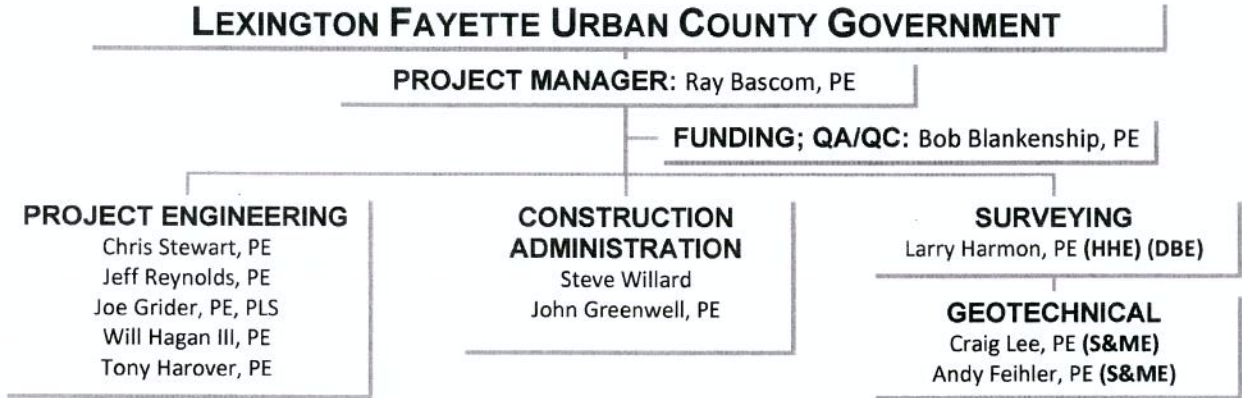 LEXINGTON FAYETTE URBAN COUNTY GOVERNMENT
PROJECT MANAGER: Ray Bascom, PE
FUNDING; QA/QC: Bob Blankenship, PE
PROJECT ENGINEERING
Chris Stewart, PE
Jeff Reynolds, PE
Joe Grider, PE, PLS
Will Hagan III, PE
Tony Harover, PE
CONSTRUCTION
ADMINISTRATION
Steve Willard
John Greenwell, PE
SURVEYING
Larry Harmon, PE (HHE) (DBE)
GEOTECHNICAL
Craig Lee, PE (S&ME)
Andy Feihler, PE (S&ME)